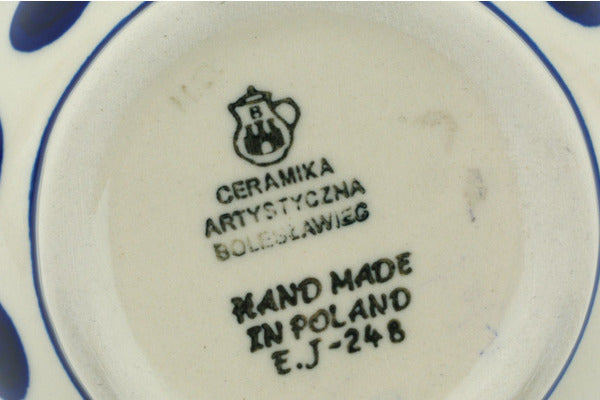 B
CERAMIKA
ARTYSTYCZNA
BOLESŁAWIEC
HAND MADE
IN POLAND
E.J-248